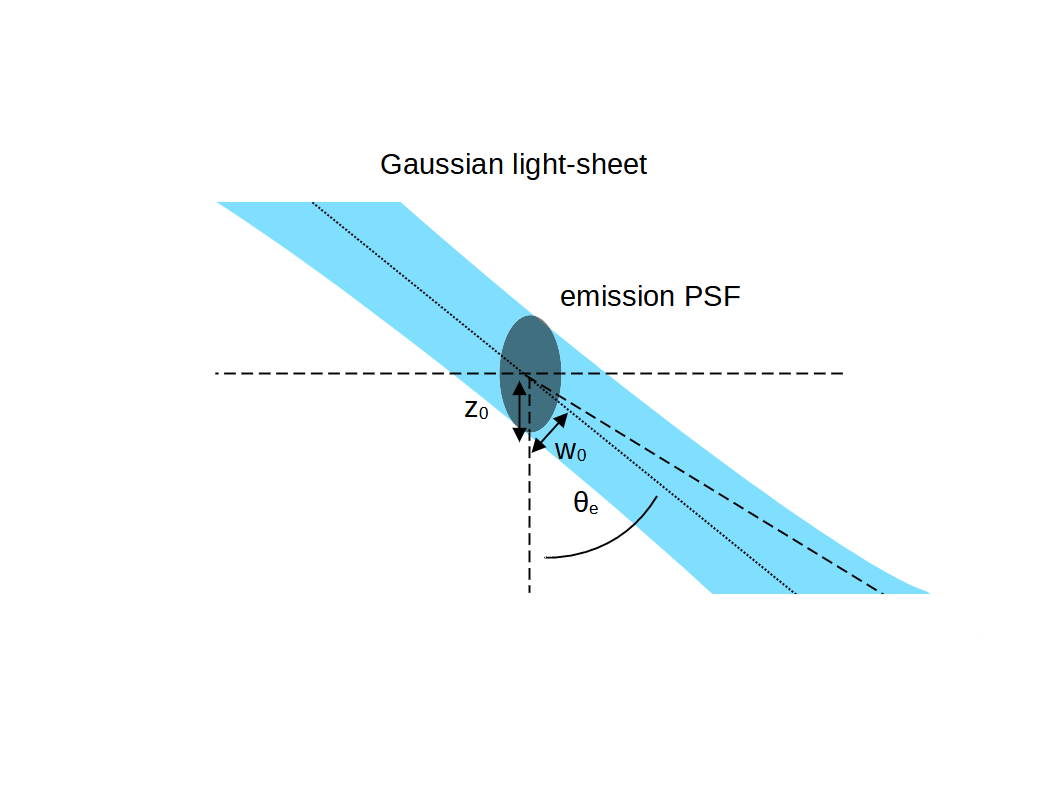 Gaussian light-sheet
emission PSF
z₀
w₀
θₑ